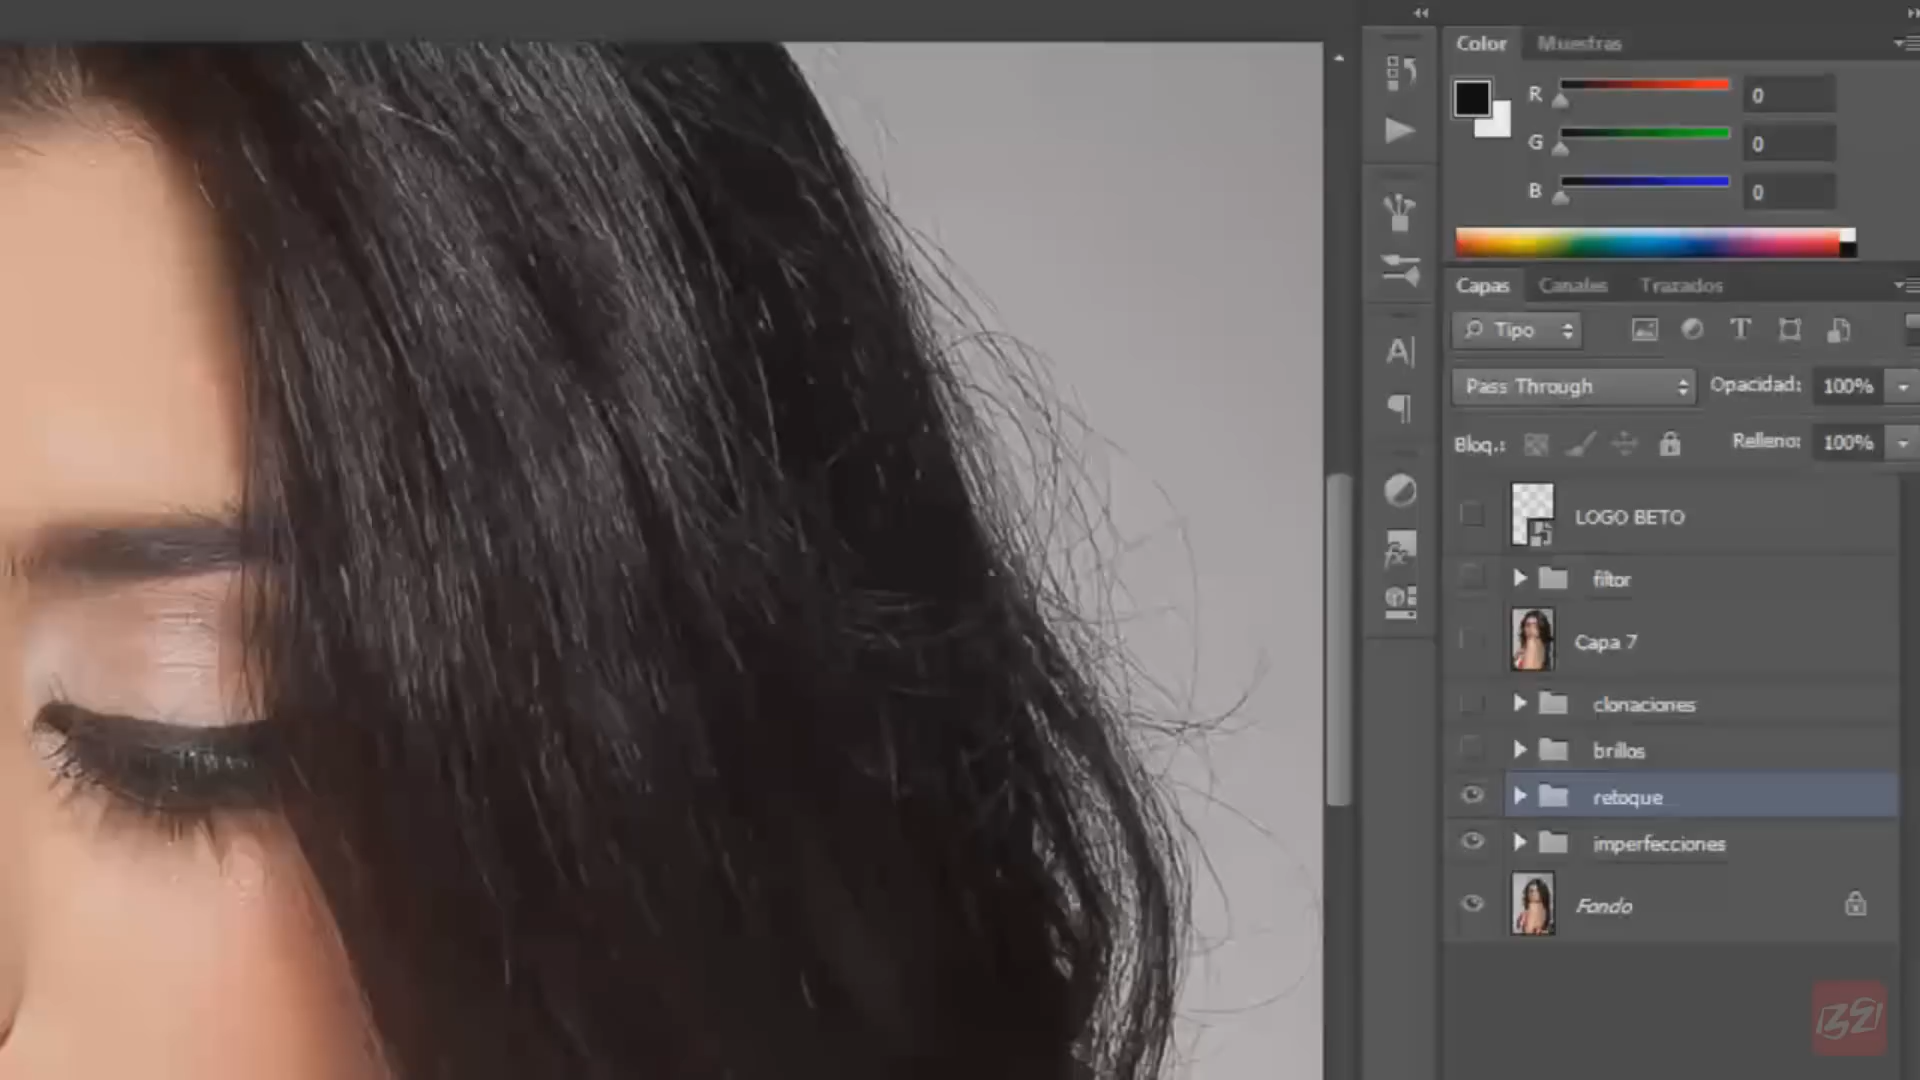 Color Muestras
R 0
G 0
B 0
Capas Canales Trazados
Tipo
Pass Through Opacidad: 100%
Bloq.: Relleno: 100%
LOGO BETO
filtor
Capa 7
clonaciones
brillos
retoque
imperfecciones
Fondo